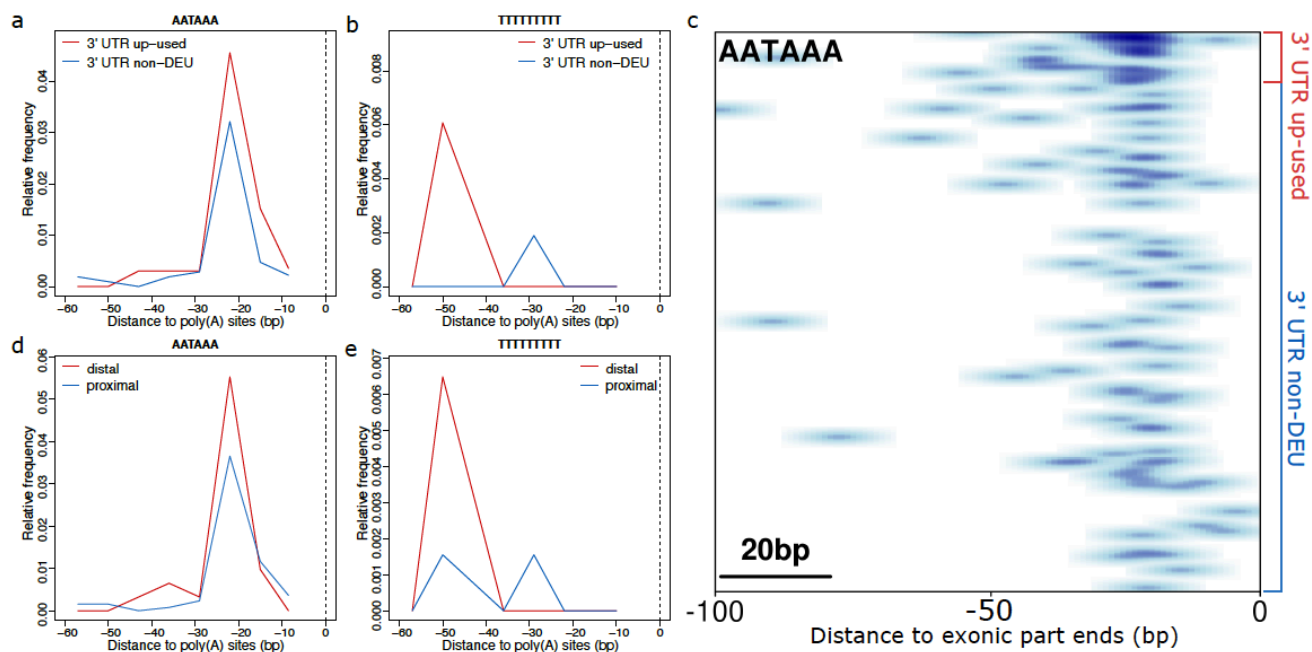 a
AATAAA
3' UTR up-used
3' UTR non-DEU
Relative frequency
0.00
0.01
0.02
0.03
0.04
−60 −50 −40 −30 −20 −10 0
Distance to poly(A) sites (bp)
b
TTTTTTTTT
3' UTR up-used
3' UTR non-DEU
Relative frequency
0.000
0.002
0.004
0.006
0.008
−60 −50 −40 −30 −20 −10 0
Distance to poly(A) sites (bp)
c
AATAAA
20bp
-100 -50 0
Distance to exonic part ends (bp)
3' UTR up-used
3' UTR non-DEU
d
AATAAA
distal
proximal
Relative frequency
0.00
0.01
0.02
0.03
0.04
0.05
0.06
−60 −50 −40 −30 −20 −10 0
Distance to poly(A) sites (bp)
e
TTTTTTTTT
distal
proximal
Relative frequency
0.000
0.001
0.002
0.003
0.004
0.005
0.006
0.007
−60 −50 −40 −30 −20 −10 0
Distance to poly(A) sites (bp)